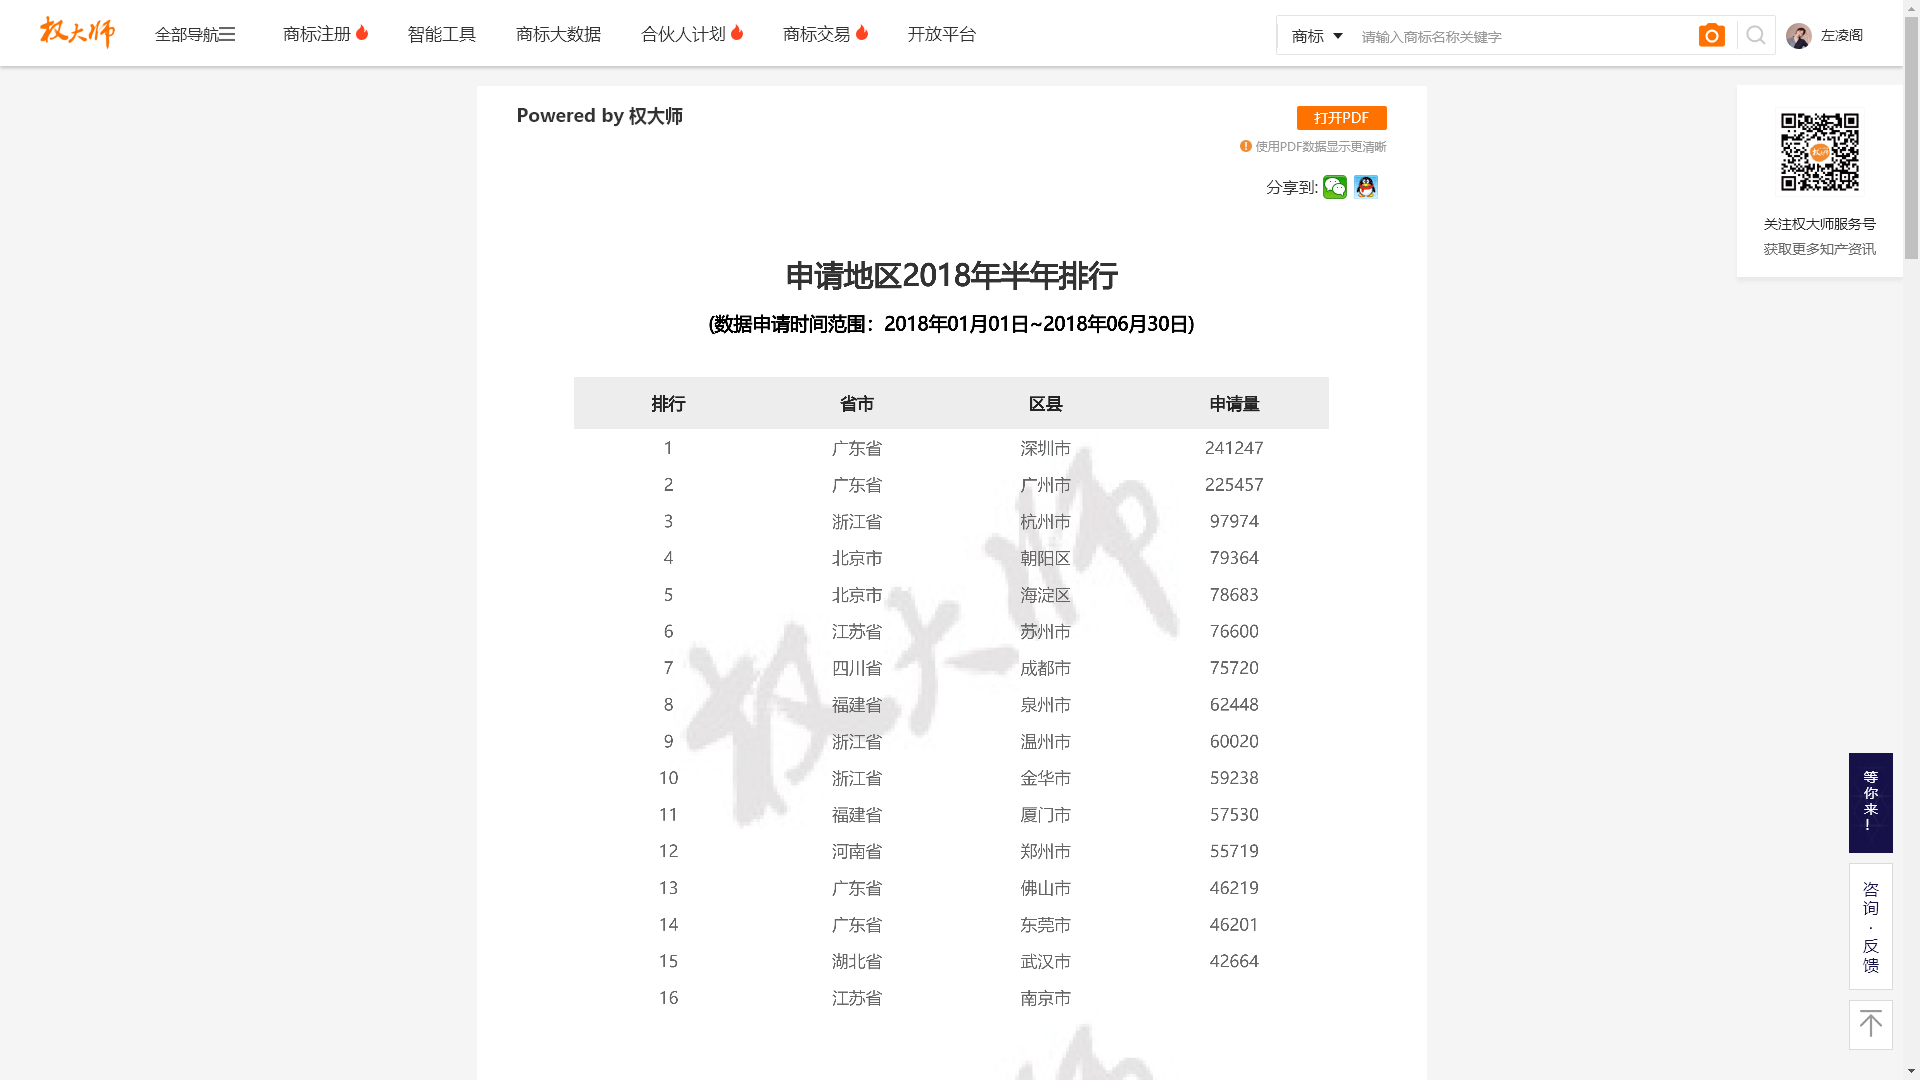 权大师 全部导航 商标注册 智能工具 商标大数据 合伙人计划 商标交易 开放平台 商标 请输入商标名称关键字 左凌阁
Powered by 权大师
打开PDF
使用PDF数据显示更清晰
分享到:
关注权大师服务号
获取更多知产资讯
申请地区2018年半年排行
(数据申请时间范围：2018年01月01日~2018年06月30日)
排行 省市 区县 申请量
1 广东省 深圳市 241247
2 广东省 广州市 225457
3 浙江省 杭州市 97974
4 北京市 朝阳区 79364
5 北京市 海淀区 78683
6 江苏省 苏州市 76600
7 四川省 成都市 75720
8 福建省 泉州市 62448
9 浙江省 温州市 60020
10 浙江省 金华市 59238
11 福建省 厦门市 57530
12 河南省 郑州市 55719
13 广东省 佛山市 46219
14 广东省 东莞市 46201
15 湖北省 武汉市 42664
16 江苏省 南京市
权大师
等你来！
咨询·反馈